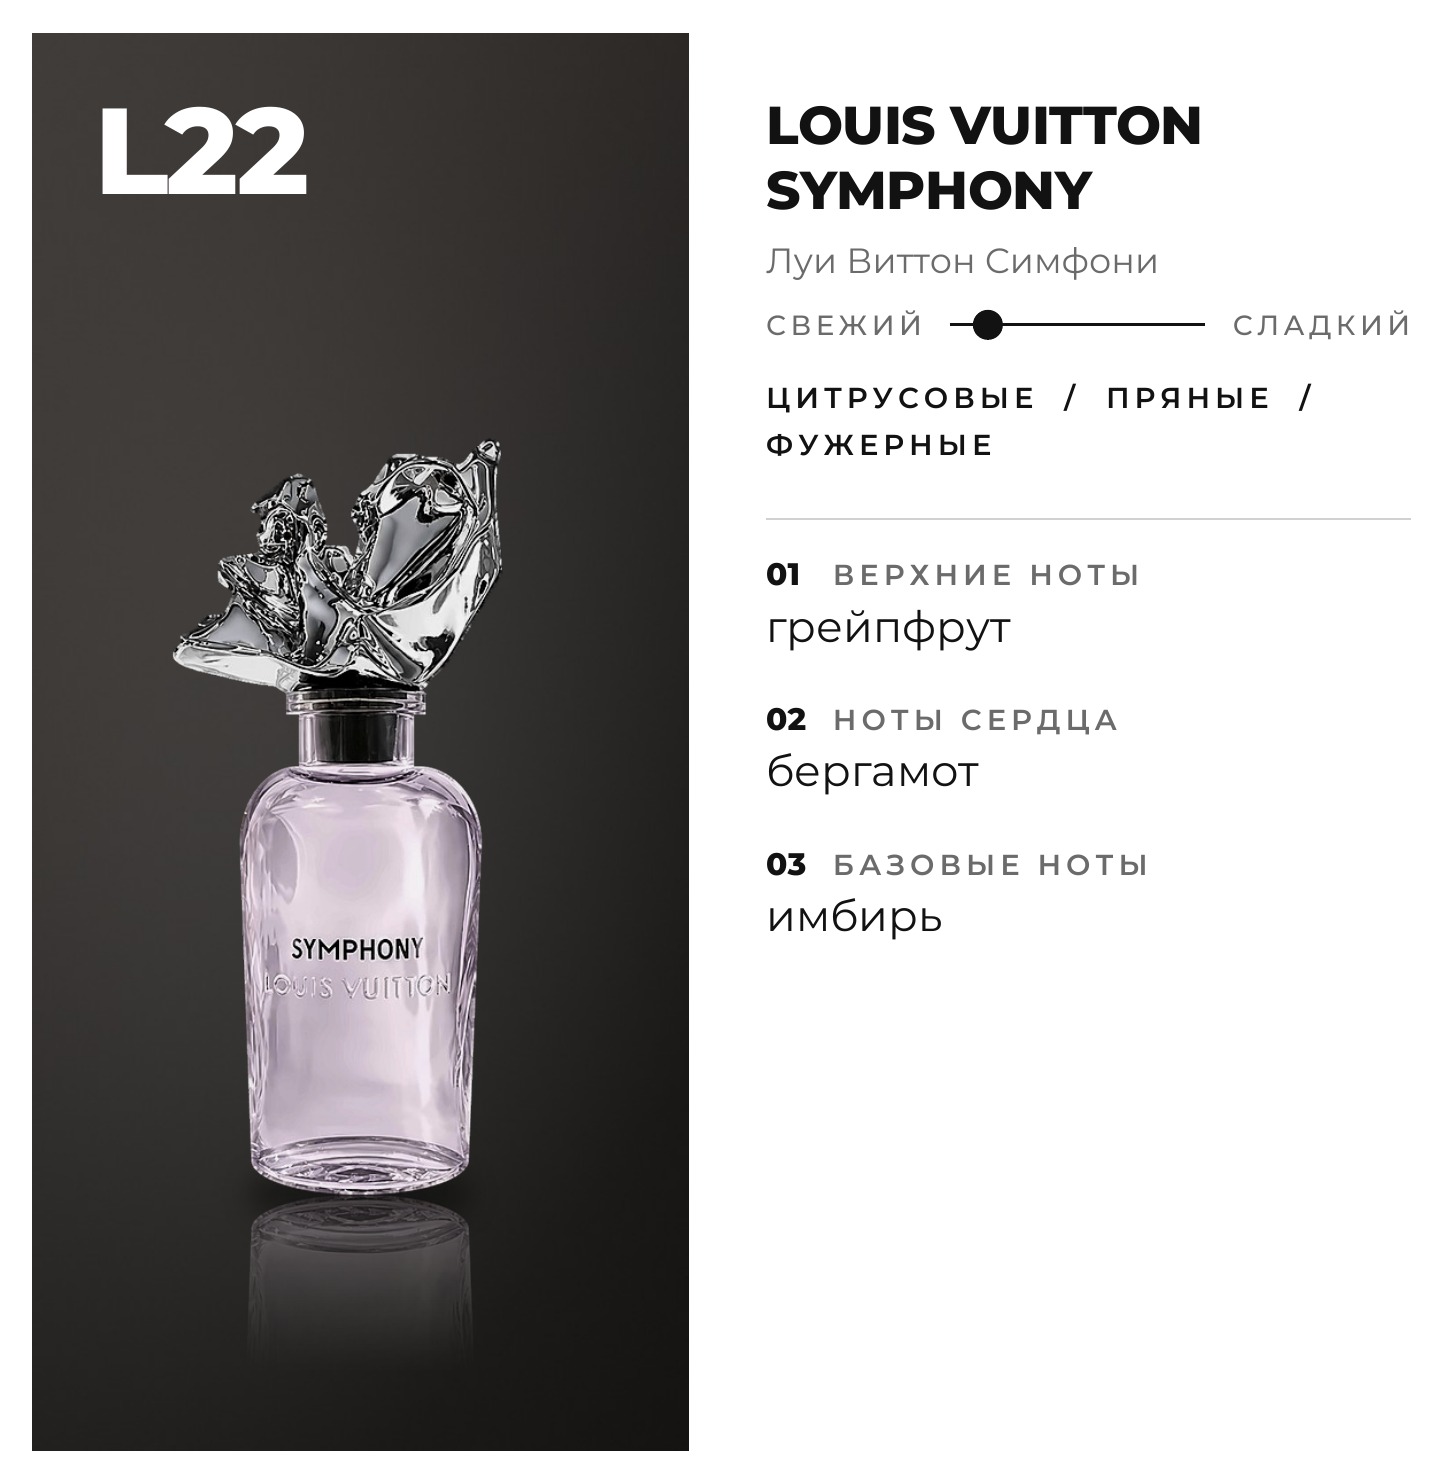 L22
LOUIS VUITTON
SYMPHONY
Луи Виттон Симфони
СВЕЖИЙ СЛАДКИЙ
ЦИТРУСОВЫЕ / ПРЯНЫЕ /
ФУЖЕРНЫЕ
01 ВЕРХНИЕ НОТЫ
грейпфрут
02 НОТЫ СЕРДЦА
бергамот
03 БАЗОВЫЕ НОТЫ
имбирь
SYMPHONY
LOUIS VUITTON